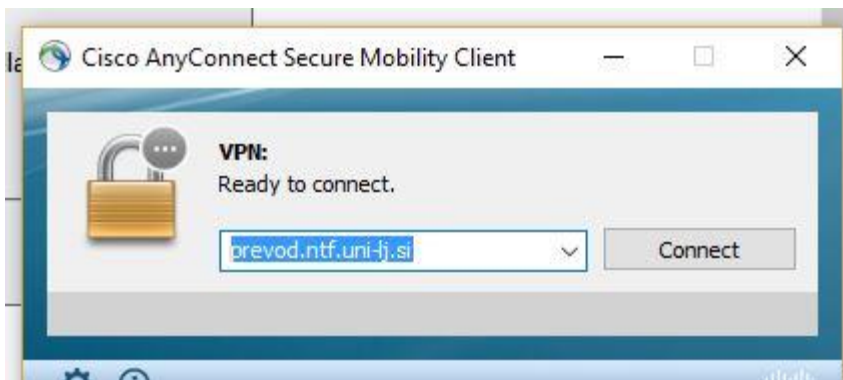 Cisco AnyConnect Secure Mobility Client
VPN:
Ready to connect.
prevod.ntf.uni-lj.si
Connect